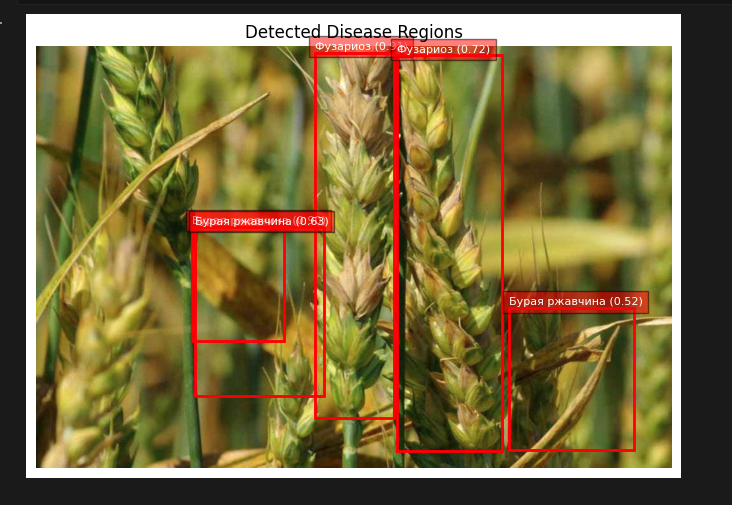 Detected Disease Regions
Фузариоз (0.
Фузариоз (0.72)
Бурая ржавчина (0.63)
Бурая ржавчина (0.52)